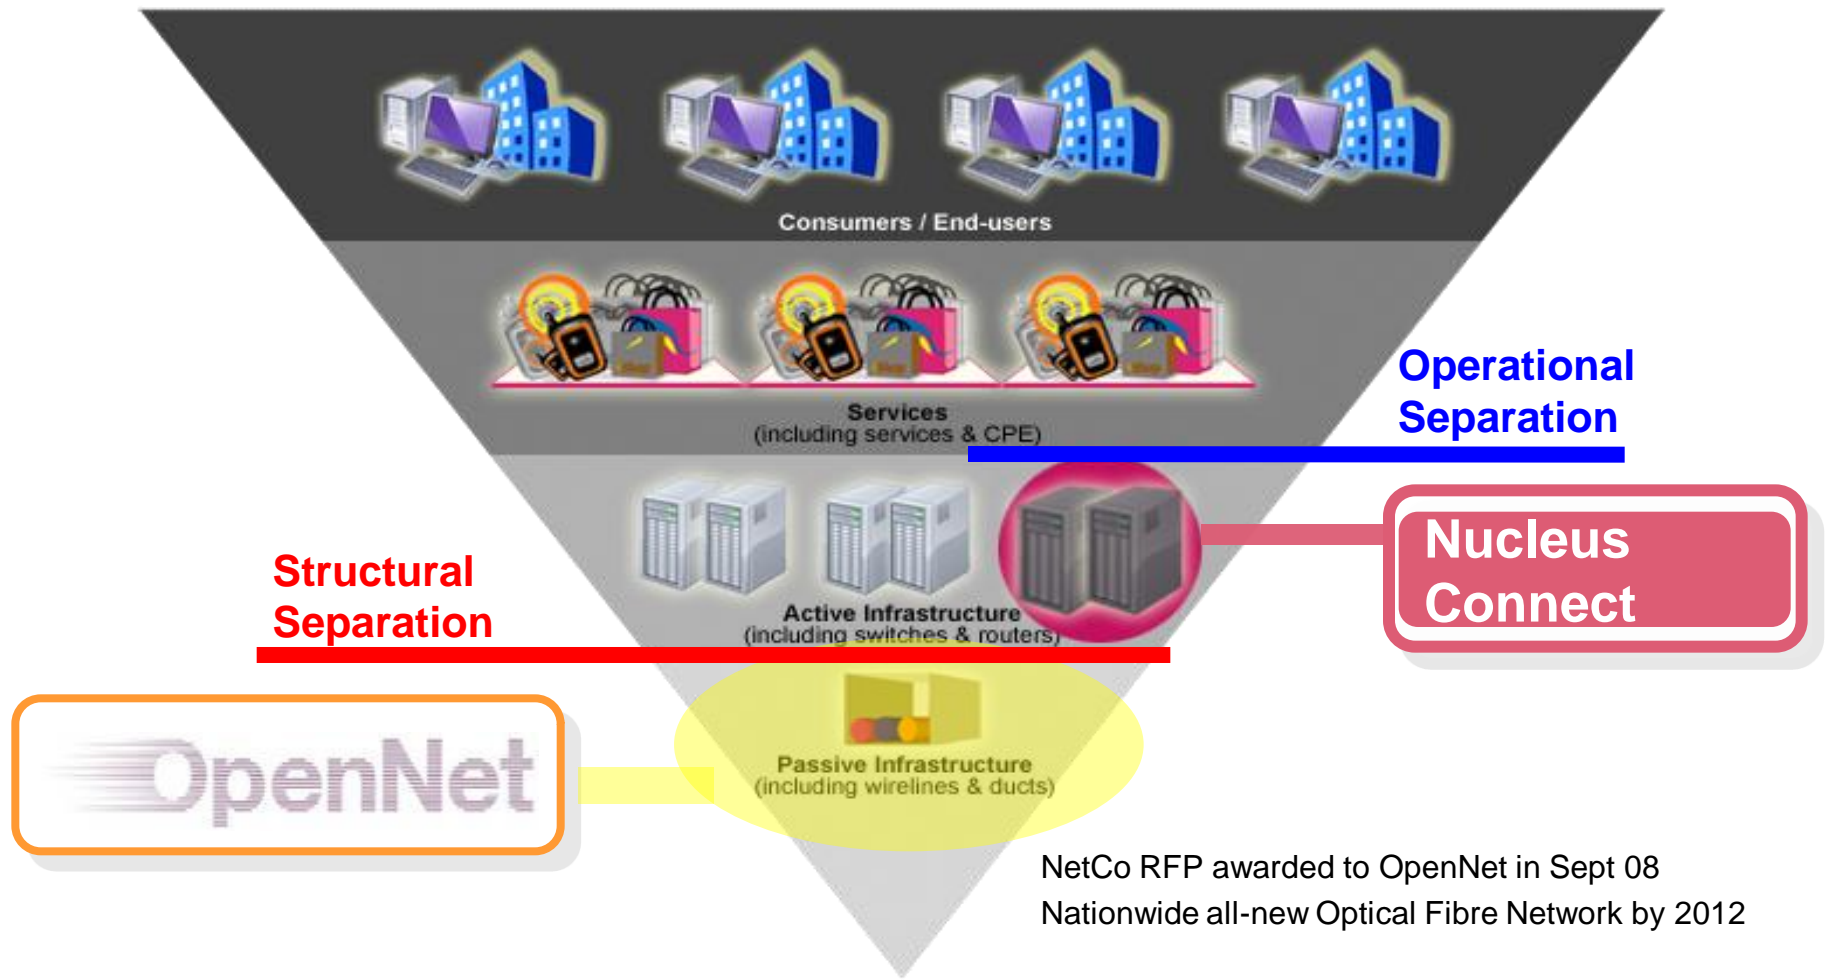 Consumers / End-users
Services
(including services & CPE)
Operational
Separation
Nucleus
Connect
Structural
Separation
Active Infrastructure
(including switches & routers)
OpenNet
Passive Infrastructure
(including wirelines & ducts)
NetCo RFP awarded to OpenNet in Sept 08
Nationwide all-new Optical Fibre Network by 2012